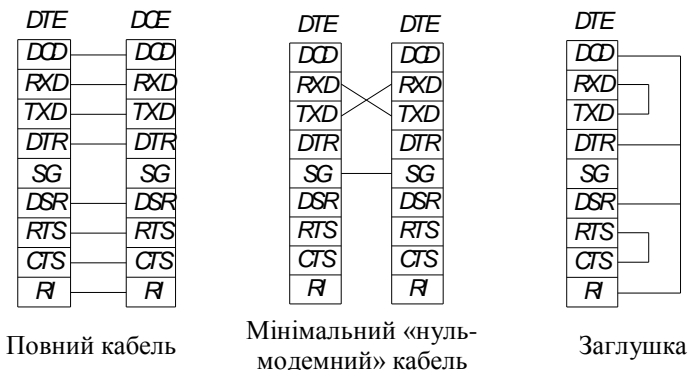 DTE DCE DTE DTE DTE
DCD DCD DCD DCD DCD
RXD RXD RXD RXD RXD
TXD TXD TXD TXD TXD
DTR DTR DTR DTR DTR
SG SG SG SG SG
DSR DSR DSR DSR DSR
RTS RTS RTS RTS RTS
CTS CTS CTS CTS CTS
RI RI RI RI RI
Повний кабель
Мінімальний «нуль-
модемний» кабель
Заглушка